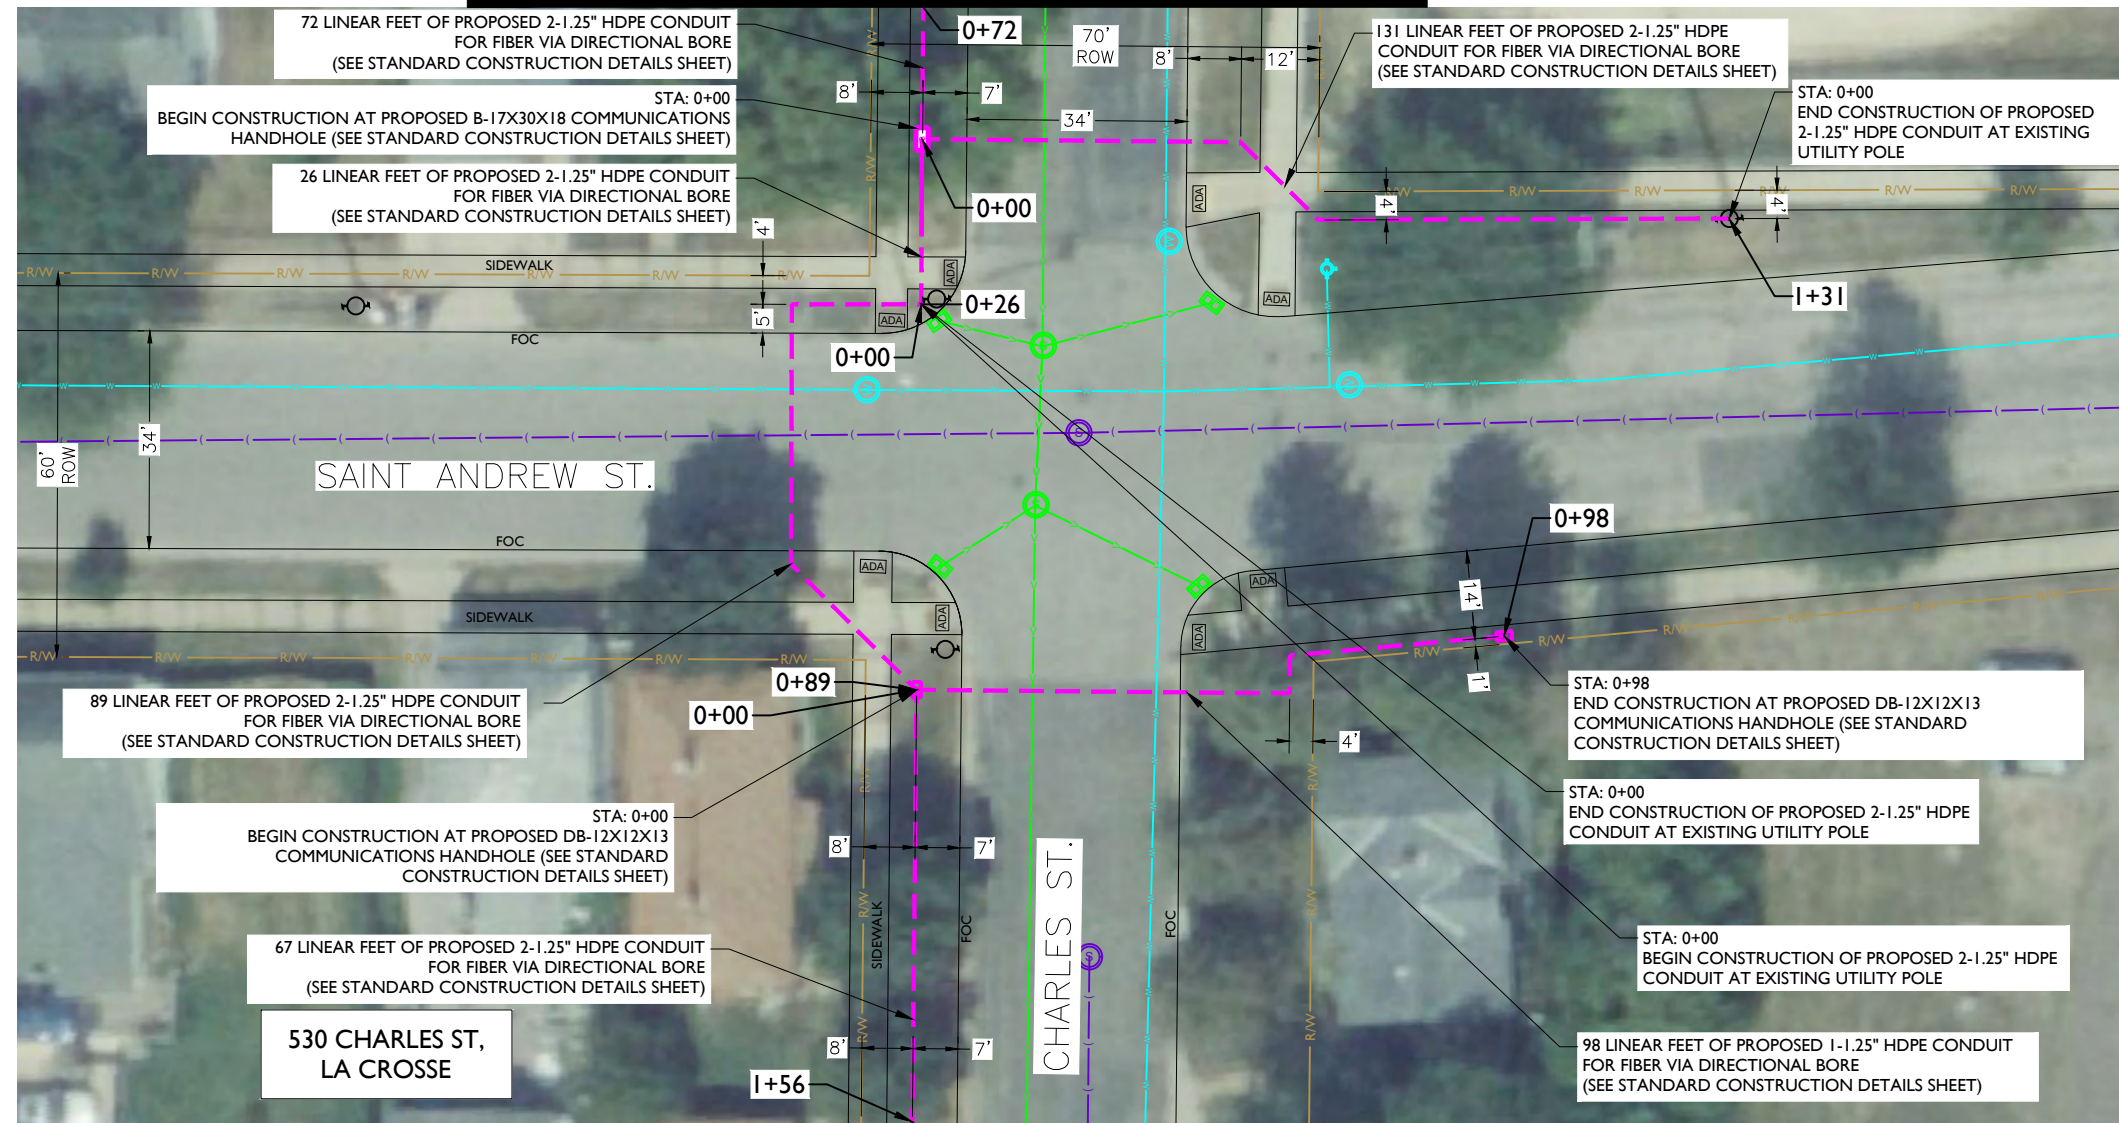 72 LINEAR FEET OF PROPOSED 2-1.25" HDPE CONDUIT
FOR FIBER VIA DIRECTIONAL BORE
(SEE STANDARD CONSTRUCTION DETAILS SHEET)
0+72
70'
ROW
8'
12'
131 LINEAR FEET OF PROPOSED 2-1.25" HDPE
CONDUIT FOR FIBER VIA DIRECTIONAL BORE
(SEE STANDARD CONSTRUCTION DETAILS SHEET)
STA: 0+00
BEGIN CONSTRUCTION AT PROPOSED B-17X30X18 COMMUNICATIONS
HANDHOLE (SEE STANDARD CONSTRUCTION DETAILS SHEET)
8'
7'
34'
STA: 0+00
END CONSTRUCTION OF PROPOSED
2-1.25" HDPE CONDUIT AT EXISTING
UTILITY POLE
26 LINEAR FEET OF PROPOSED 2-1.25" HDPE CONDUIT
FOR FIBER VIA DIRECTIONAL BORE
(SEE STANDARD CONSTRUCTION DETAILS SHEET)
0+00
ADA
R/W
R/W
R/W
R/W
R/W
R/W
4'
4'
4'
SIDEWALK
R/W
R/W
R/W
R/W
R/W
R/W
R/W
ADA
0+26
ADA
1+31
5'
ADA
FOC
0+00
34'
60'
ROW
SAINT ANDREW ST.
FOC
ADA
SIDEWALK
ADA
ADA
ADA
0+98
14'
1'
R/W
R/W
R/W
R/W
R/W
R/W
R/W
R/W
R/W
R/W
R/W
0+89
0+00
89 LINEAR FEET OF PROPOSED 2-1.25" HDPE CONDUIT
FOR FIBER VIA DIRECTIONAL BORE
(SEE STANDARD CONSTRUCTION DETAILS SHEET)
4'
STA: 0+98
END CONSTRUCTION AT PROPOSED DB-12X12X13
COMMUNICATIONS HANDHOLE (SEE STANDARD
CONSTRUCTION DETAILS SHEET)
STA: 0+00
BEGIN CONSTRUCTION AT PROPOSED DB-12X12X13
COMMUNICATIONS HANDHOLE (SEE STANDARD
CONSTRUCTION DETAILS SHEET)
8'
7'
STA: 0+00
END CONSTRUCTION OF PROPOSED 2-1.25" HDPE
CONDUIT AT EXISTING UTILITY POLE
CHARLES ST.
SIDEWALK
FOC
FOC
R/W
R/W
R/W
67 LINEAR FEET OF PROPOSED 2-1.25" HDPE CONDUIT
FOR FIBER VIA DIRECTIONAL BORE
(SEE STANDARD CONSTRUCTION DETAILS SHEET)
STA: 0+00
BEGIN CONSTRUCTION OF PROPOSED 2-1.25" HDPE
CONDUIT AT EXISTING UTILITY POLE
530 CHARLES ST,
LA CROSSE
8'
7'
1+56
98 LINEAR FEET OF PROPOSED 1-1.25" HDPE CONDUIT
FOR FIBER VIA DIRECTIONAL BORE
(SEE STANDARD CONSTRUCTION DETAILS SHEET)